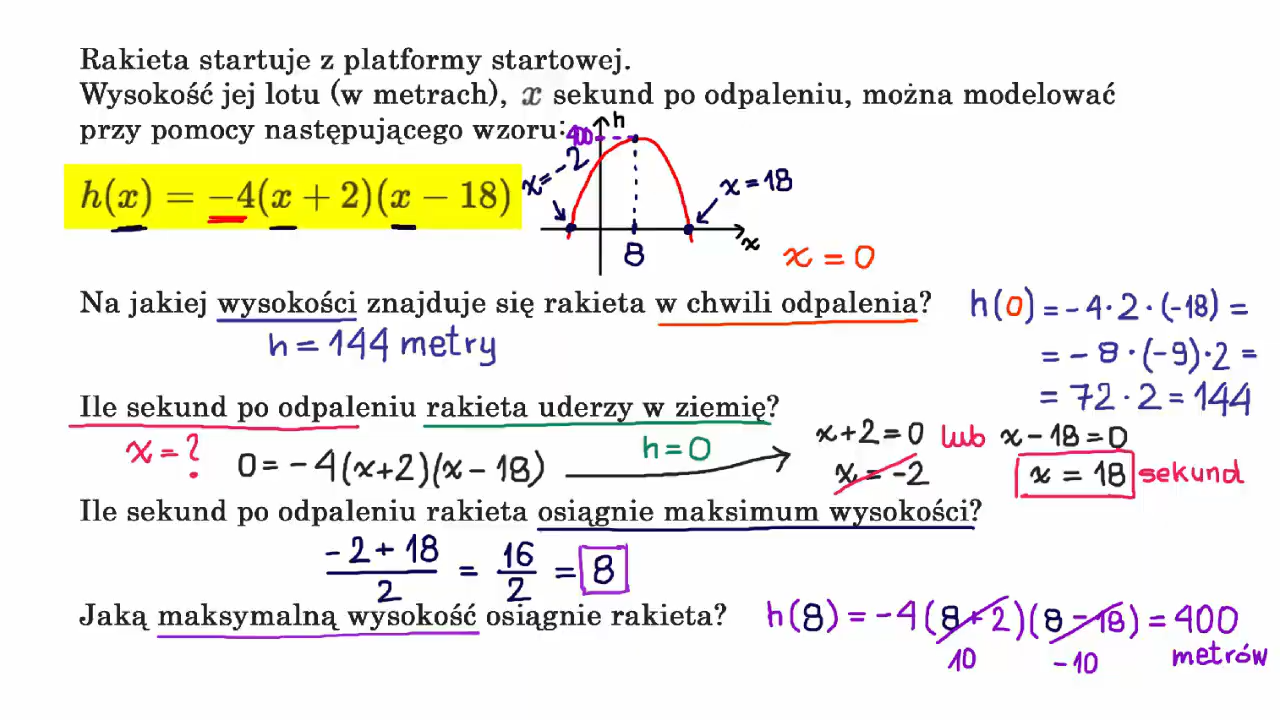 Rakieta startuje z platformy startowej.
Wysokość jej lotu (w metrach), x sekund po odpaleniu, można modelować
przy pomocy następującego wzoru:
h(x) = −4(x + 2)(x − 18)
400
h
x=-2
x=18
8
x
x = 0
Na jakiej wysokości znajduje się rakieta w chwili odpalenia?
h = 144 metry
h(0) = -4·2·(-18) =
= -8·(-9)·2 =
= 72·2 = 144
Ile sekund po odpaleniu rakieta uderzy w ziemię?
x = ?
h = 0
0 = -4(x+2)(x-18)
x+2=0 lub x-18=0
x=-2
x = 18 sekund
Ile sekund po odpaleniu rakieta osiągnie maksimum wysokości?
-2+18/2 = 16/2 = 8
Jaką maksymalną wysokość osiągnie rakieta?
h(8) = -4(8+2)(8-18) = 400
10
-10
metrów